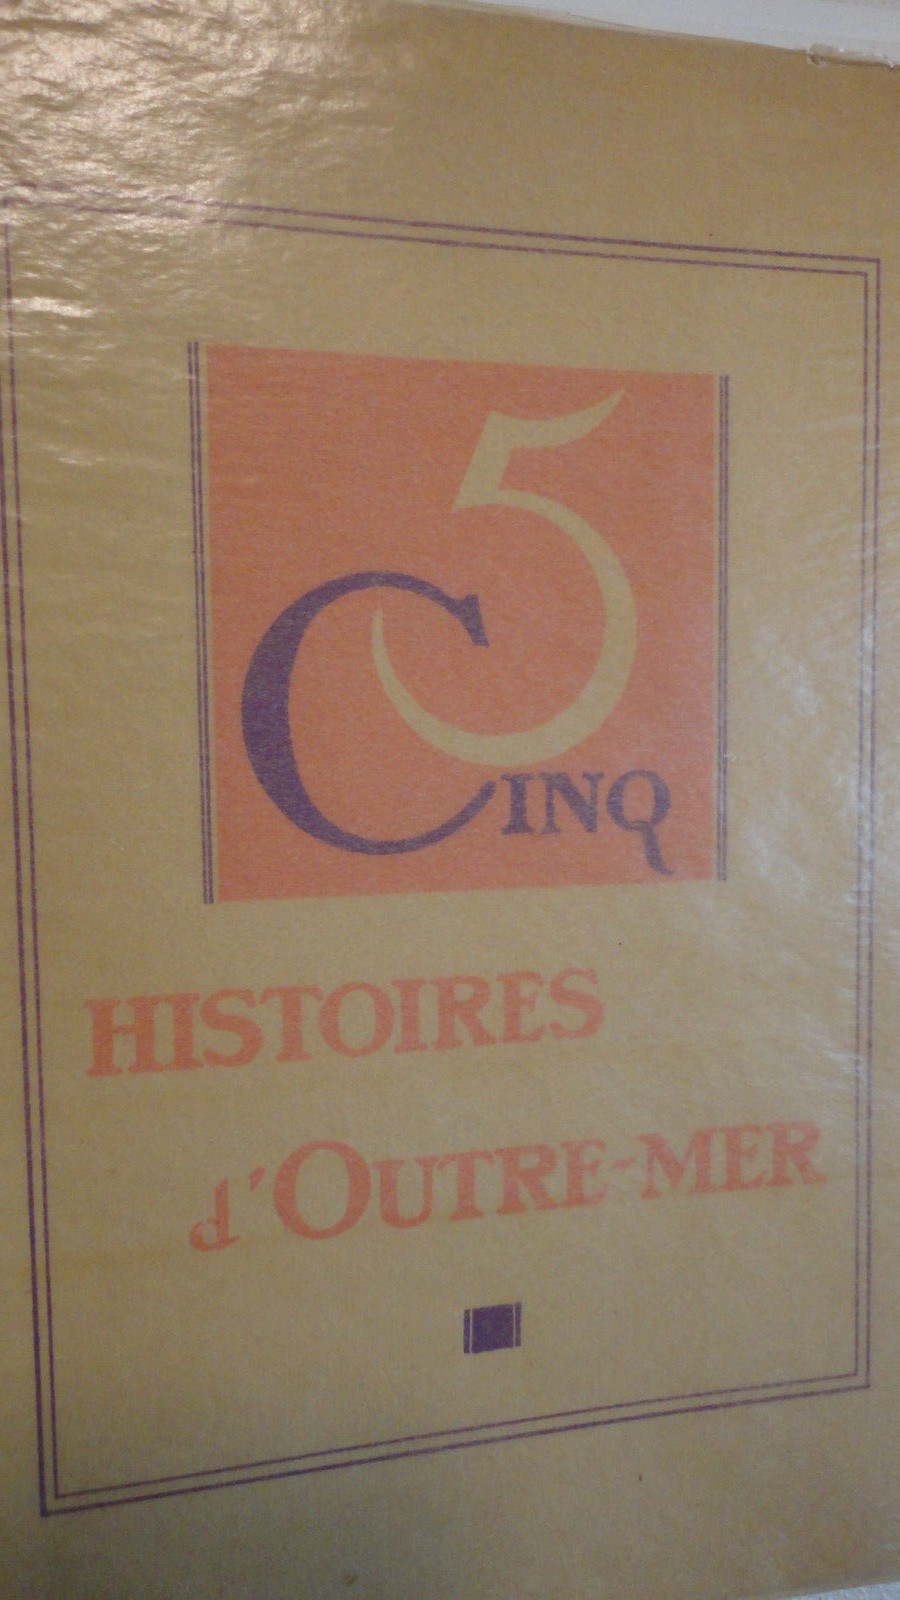 5
CINQ
HISTOIRES
d'OUTRE-MER